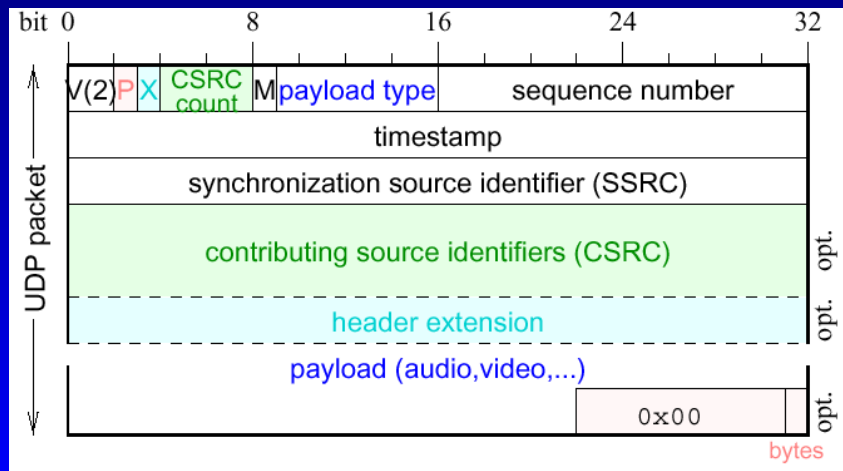 bit 0 8 16 24 32
V(2) P X CSRC count M payload type sequence number
timestamp
synchronization source identifier (SSRC)
contributing source identifiers (CSRC) opt.
header extension opt.
payload (audio,video,...)
0x00 opt.
bytes
UDP packet